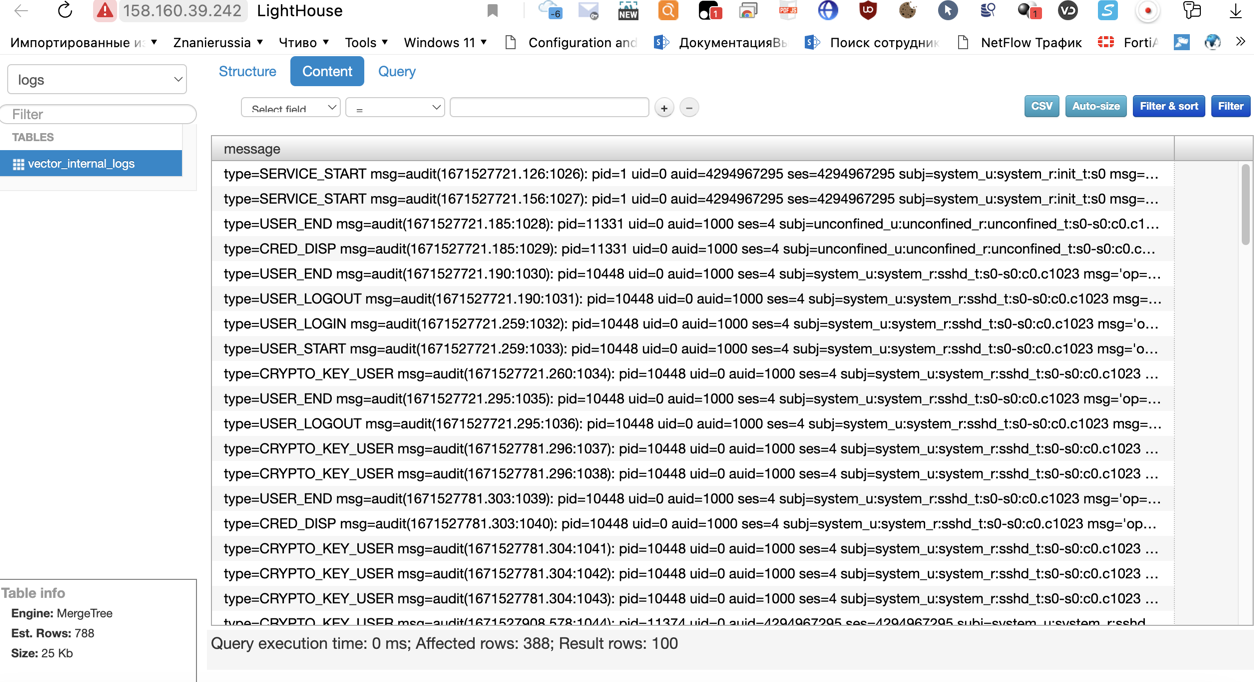 158.160.39.242 LightHouse
-6 NEW 1 PDF JS 1 S
Импортированные и Znanierussia Чтиво Tools Windows 11 Configuration and ДокументацияВ Поиск сотрудник NetFlow Трафик FortiA
logs
Structure Content Query
Filter
Select field = + −
CSV Auto-size Filter & sort Filter
TABLES
vector_internal_logs
message
type=SERVICE_START msg=audit(1671527721.126:1026): pid=1 uid=0 auid=4294967295 ses=4294967295 subj=system_u:system_r:init_t:s0 msg=…
type=SERVICE_START msg=audit(1671527721.156:1027): pid=1 uid=0 auid=4294967295 ses=4294967295 subj=system_u:system_r:init_t:s0 msg=…
type=USER_END msg=audit(1671527721.185:1028): pid=11331 uid=0 auid=1000 ses=4 subj=unconfined_u:unconfined_r:unconfined_t:s0-s0:c0.c1…
type=CRED_DISP msg=audit(1671527721.185:1029): pid=11331 uid=0 auid=1000 ses=4 subj=unconfined_u:unconfined_r:unconfined_t:s0-s0:c0.c…
type=USER_END msg=audit(1671527721.190:1030): pid=10448 uid=0 auid=1000 ses=4 subj=system_u:system_r:sshd_t:s0-s0:c0.c1023 msg='op=…
type=USER_LOGOUT msg=audit(1671527721.190:1031): pid=10448 uid=0 auid=1000 ses=4 subj=system_u:system_r:sshd_t:s0-s0:c0.c1023 msg=…
type=USER_LOGIN msg=audit(1671527721.259:1032): pid=10448 uid=0 auid=1000 ses=4 subj=system_u:system_r:sshd_t:s0-s0:c0.c1023 msg='o…
type=USER_START msg=audit(1671527721.259:1033): pid=10448 uid=0 auid=1000 ses=4 subj=system_u:system_r:sshd_t:s0-s0:c0.c1023 msg='o…
type=CRYPTO_KEY_USER msg=audit(1671527721.260:1034): pid=10448 uid=0 auid=1000 ses=4 subj=system_u:system_r:sshd_t:s0-s0:c0.c1023 …
type=USER_END msg=audit(1671527721.295:1035): pid=10448 uid=0 auid=1000 ses=4 subj=system_u:system_r:sshd_t:s0-s0:c0.c1023 msg='op=…
type=USER_LOGOUT msg=audit(1671527721.295:1036): pid=10448 uid=0 auid=1000 ses=4 subj=system_u:system_r:sshd_t:s0-s0:c0.c1023 msg=…
type=CRYPTO_KEY_USER msg=audit(1671527781.296:1037): pid=10448 uid=0 auid=1000 ses=4 subj=system_u:system_r:sshd_t:s0-s0:c0.c1023 …
type=CRYPTO_KEY_USER msg=audit(1671527781.296:1038): pid=10448 uid=0 auid=1000 ses=4 subj=system_u:system_r:sshd_t:s0-s0:c0.c1023 …
type=USER_END msg=audit(1671527781.303:1039): pid=10448 uid=0 auid=1000 ses=4 subj=system_u:system_r:sshd_t:s0-s0:c0.c1023 msg='op=…
type=CRED_DISP msg=audit(1671527781.303:1040): pid=10448 uid=0 auid=1000 ses=4 subj=system_u:system_r:sshd_t:s0-s0:c0.c1023 msg='op…
type=CRYPTO_KEY_USER msg=audit(1671527781.304:1041): pid=10448 uid=0 auid=1000 ses=4 subj=system_u:system_r:sshd_t:s0-s0:c0.c1023 …
type=CRYPTO_KEY_USER msg=audit(1671527781.304:1042): pid=10448 uid=0 auid=1000 ses=4 subj=system_u:system_r:sshd_t:s0-s0:c0.c1023 …
type=CRYPTO_KEY_USER msg=audit(1671527781.304:1043): pid=10448 uid=0 auid=1000 ses=4 subj=system_u:system_r:sshd_t:s0-s0:c0.c1023 …
type=CRYPTO_KEY_USER msg=audit(1671527908.578:1044): pid=11374 uid=0 auid=4294967295 ses=4294967295 subj=system_u:system_r:sshd
Table info
Engine: MergeTree
Est. Rows: 788
Size: 25 Kb
Query execution time: 0 ms; Affected rows: 388; Result rows: 100